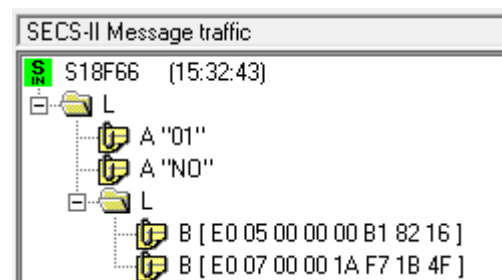 SECS-II Message traffic
S IN S18F66 (15:32:43)
L
A "01"
A "NO"
L
B [ E0 05 00 00 00 B1 82 16 ]
B [ E0 07 00 00 1A F7 1B 4F ]